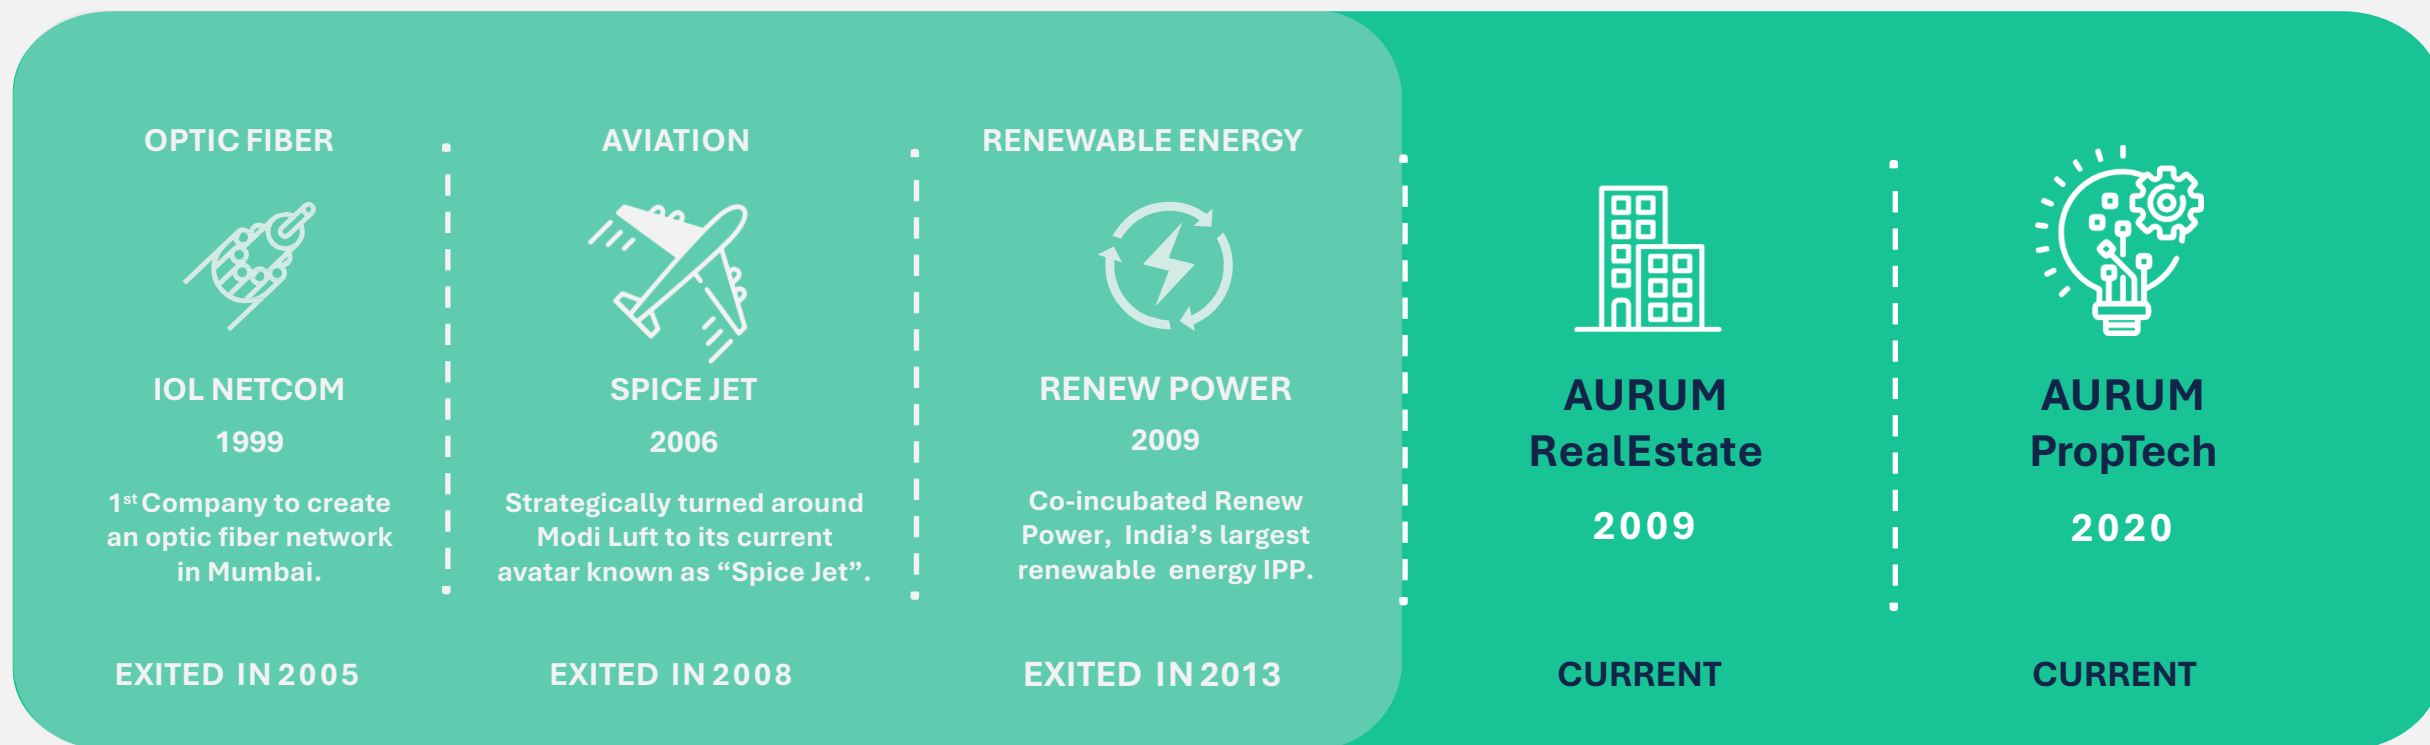 OPTIC FIBER
IOL NETCOM
1999
1st Company to create
an optic fiber network
in Mumbai.
EXITED IN 2005
AVIATION
SPICE JET
2006
Strategically turned around
Modi Luft to its current
avatar known as “Spice Jet”.
EXITED IN 2008
RENEWABLE ENERGY
RENEW POWER
2009
Co-incubated Renew
Power, India’s largest
renewable energy IPP.
EXITED IN 2013
AURUM
RealEstate
2009
CURRENT
AURUM
PropTech
2020
CURRENT